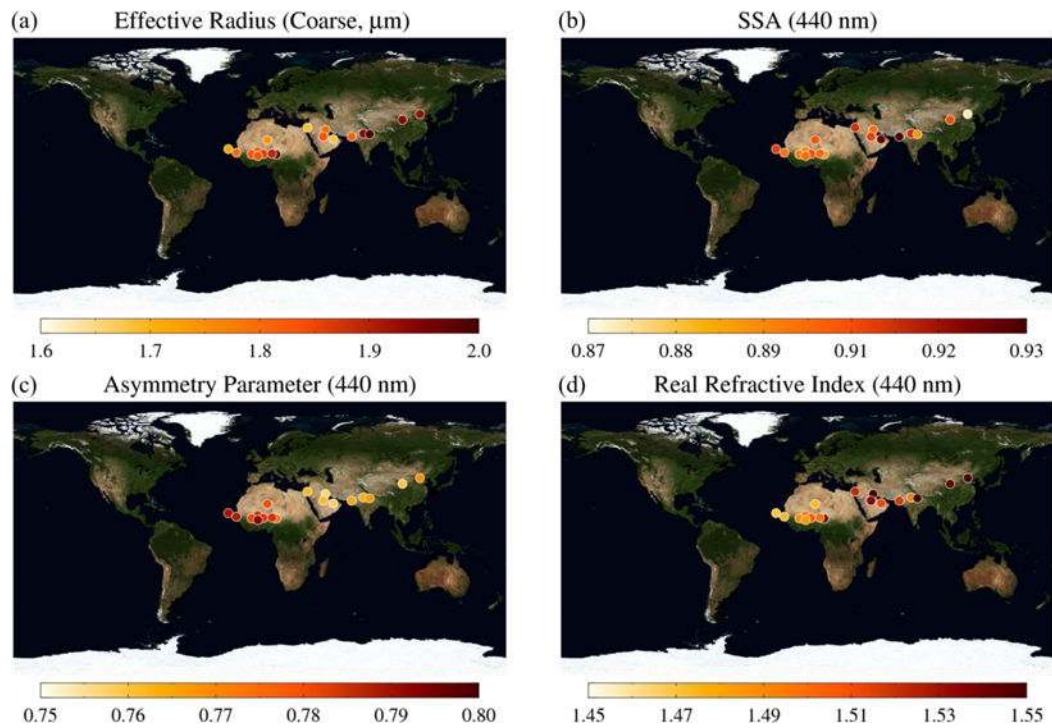 (a) Effective Radius (Coarse, μm)
1.6 1.7 1.8 1.9 2.0
(b) SSA (440 nm)
0.87 0.88 0.89 0.91 0.92 0.93
(c) Asymmetry Parameter (440 nm)
0.75 0.76 0.77 0.78 0.79 0.80
(d) Real Refractive Index (440 nm)
1.45 1.47 1.49 1.51 1.53 1.55